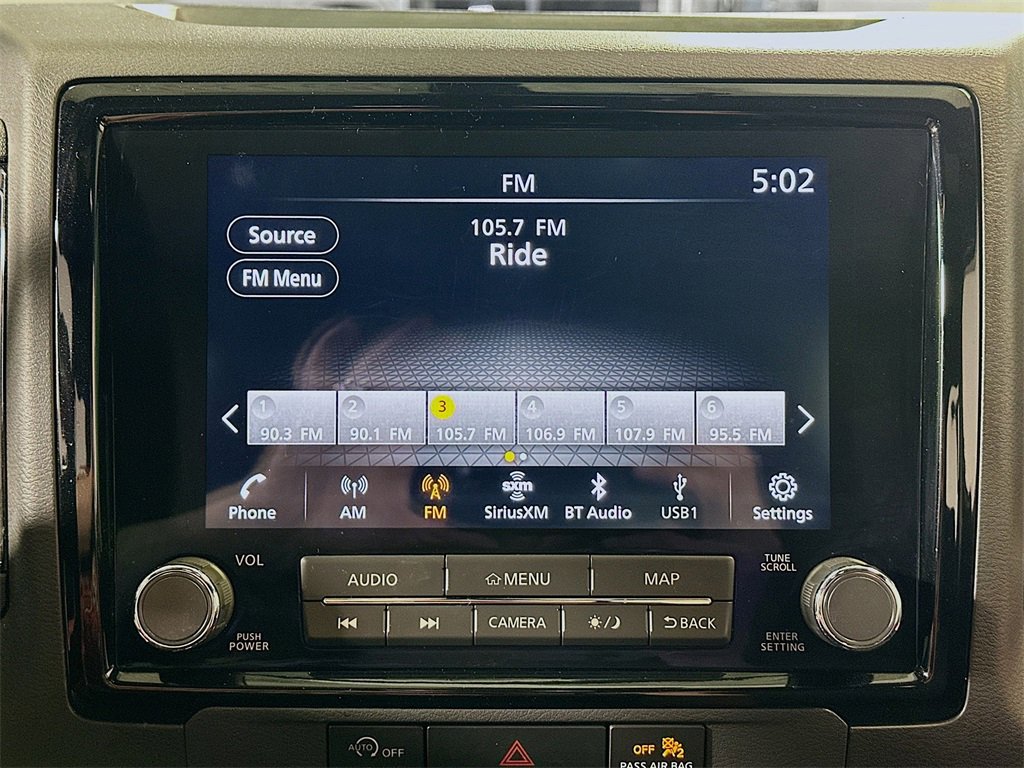 FM
5:02
Source
105.7 FM
Ride
FM Menu
1 2 3 4 5 6
90.3 FM 90.1 FM 105.7 FM 106.9 FM 107.9 FM 95.5 FM
sxm
Phone AM FM SiriusXM BT Audio USB1 Settings
VOL
TUNE
SCROLL
AUDIO MENU MAP
CAMERA BACK
PUSH
POWER
ENTER
SETTING
AUTO OFF
OFF 2
PASS AIR BAG